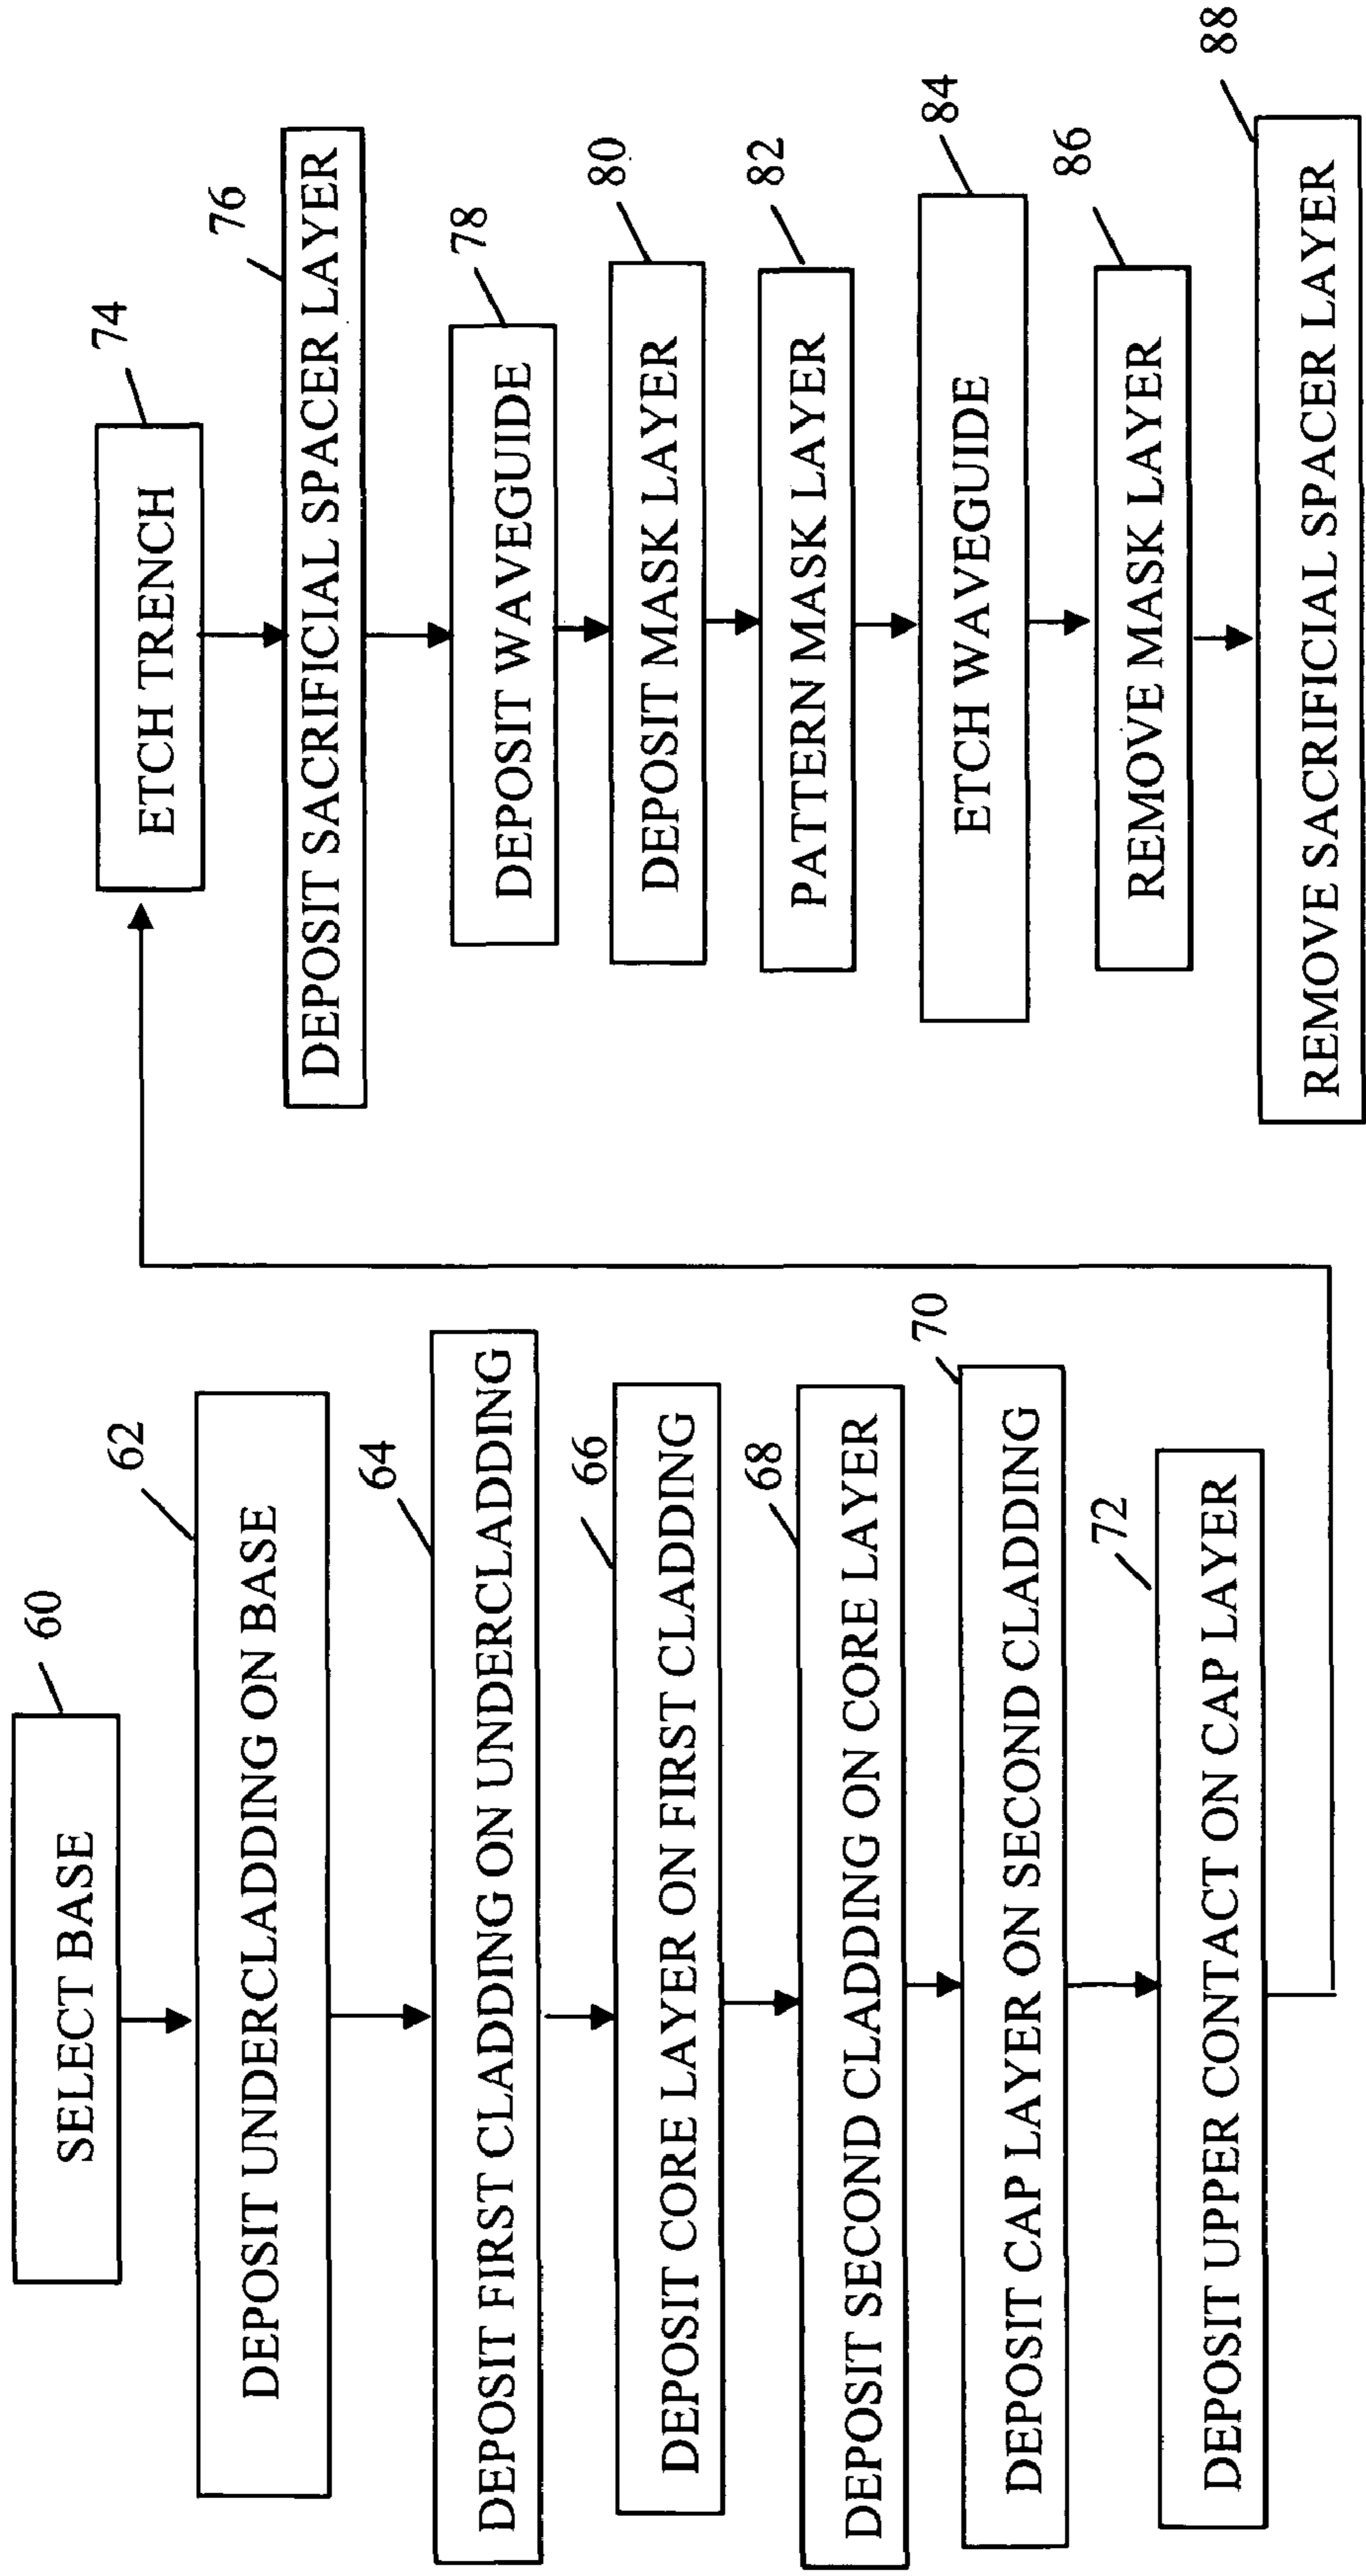 60
SELECT BASE
62
DEPOSIT UNDERCLADDING ON BASE
64
DEPOSIT FIRST CLADDING ON UNDERCLADDING
66
DEPOSIT CORE LAYER ON FIRST CLADDING
68
DEPOSIT SECOND CLADDING ON CORE LAYER
70
DEPOSIT CAP LAYER ON SECOND CLADDING
72
DEPOSIT UPPER CONTACT ON CAP LAYER
74
ETCH TRENCH
76
DEPOSIT SACRIFICIAL SPACER LAYER
78
DEPOSIT WAVEGUIDE
80
DEPOSIT MASK LAYER
82
PATTERN MASK LAYER
84
ETCH WAVEGUIDE
86
REMOVE MASK LAYER
88
REMOVE SACRIFICIAL SPACER LAYER